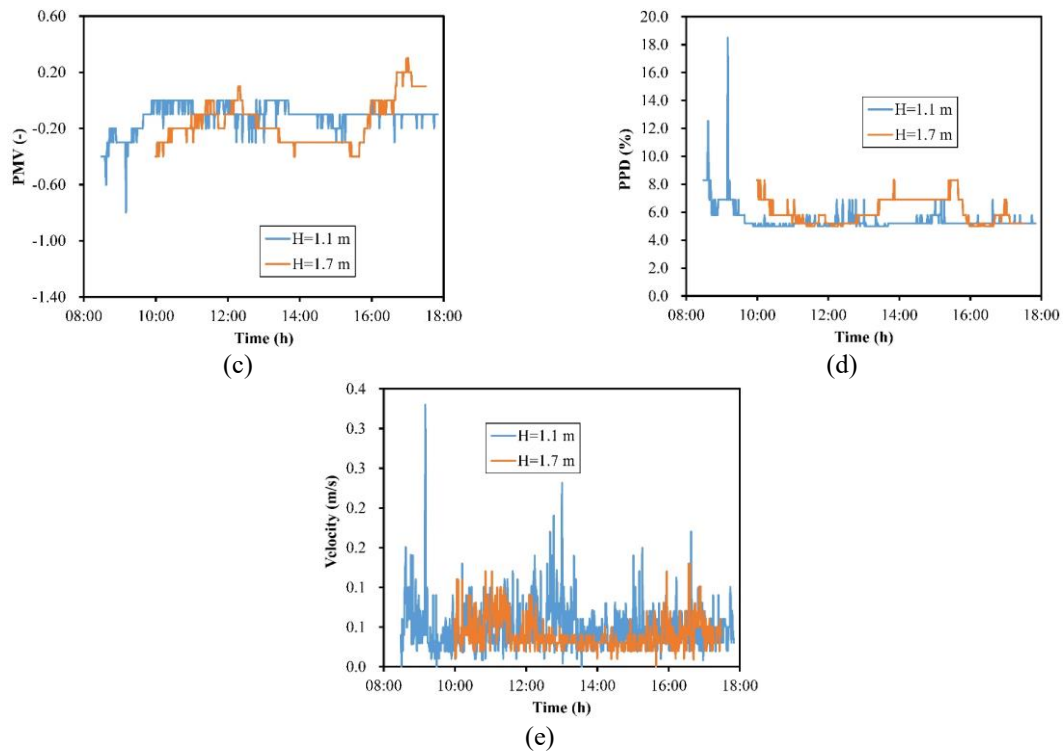 0.60
0.20
-0.20
-0.60
-1.00
-1.40
PMV (-)
H=1.1 m
H=1.7 m
08:00 10:00 12:00 14:00 16:00 18:00
Time (h)
(c)
20.0
18.0
16.0
14.0
12.0
10.0
8.0
6.0
4.0
2.0
0.0
PPD (%)
H=1.1 m
H=1.7 m
08:00 10:00 12:00 14:00 16:00 18:00
Time (h)
(d)
0.4
0.3
0.3
0.2
0.2
0.1
0.1
0.0
Velocity (m/s)
H=1.1 m
H=1.7 m
08:00 10:00 12:00 14:00 16:00 18:00
Time (h)
(e)